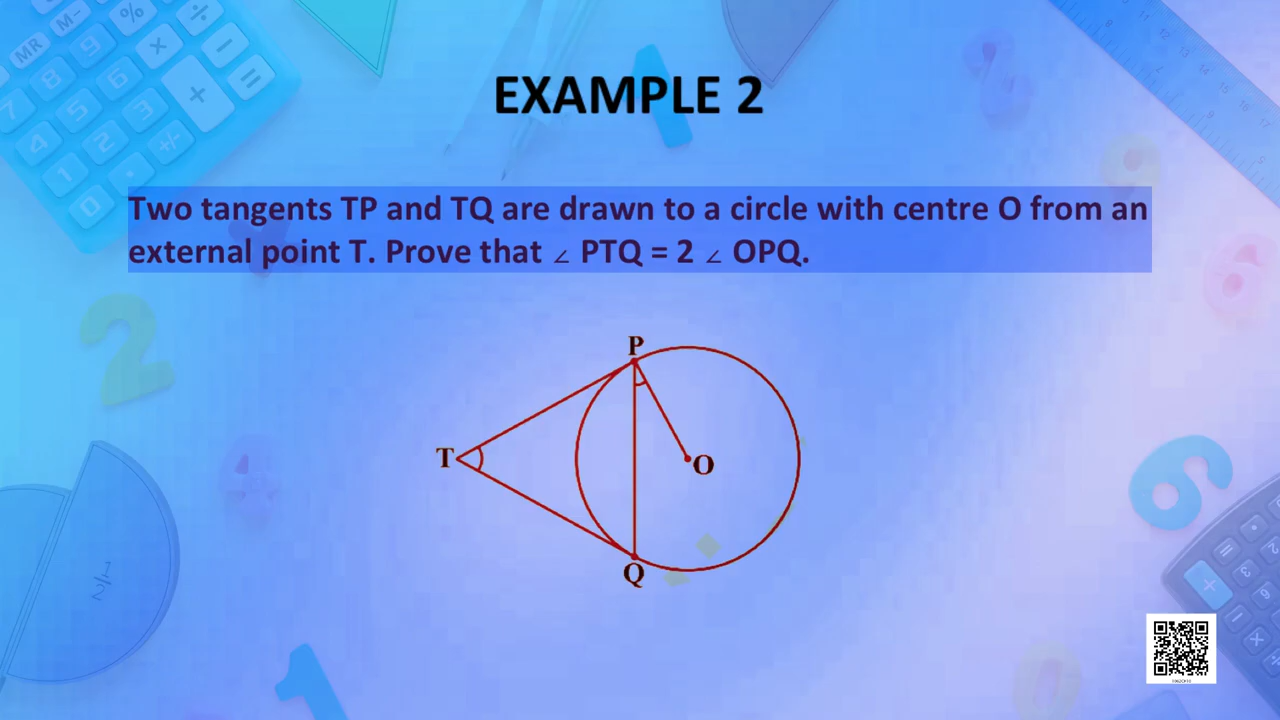 EXAMPLE 2
Two tangents TP and TQ are drawn to a circle with centre O from an
external point T. Prove that ∠ PTQ = 2 ∠ OPQ.
P
T
O
Q